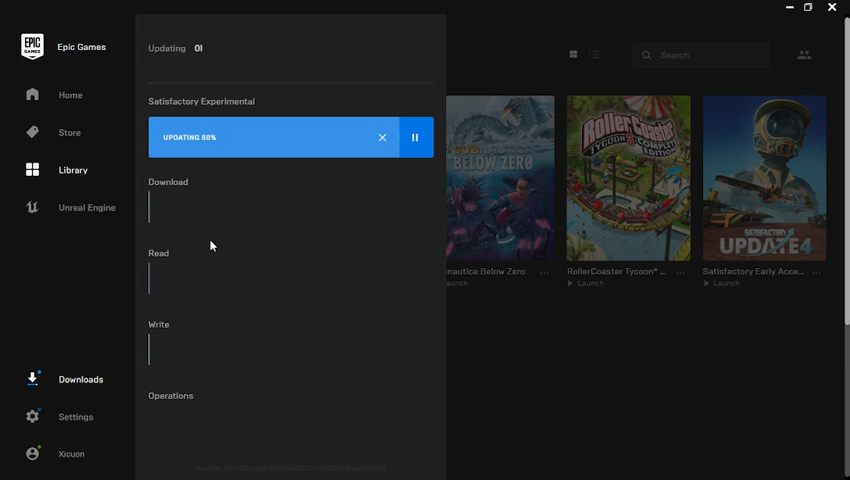 EPIC
GAMES
Epic Games
Home
Store
Library
Unreal Engine
Downloads
Settings
Xicuon
Updating
Satisfactory Experimental
UPDATING 88%
Download
Read
Write
Operations
Search
SUBNAUTICA
BELOW ZERO
RollerCoaster
TYCOON 3 COMPLETE
EDITION
SATISFACTORY
UPDATE 4
nautica Below Zero ...
aunch
RollerCoaster Tycoon® ... ...
Launch
Satisfactory Early Acce... ...
Launch